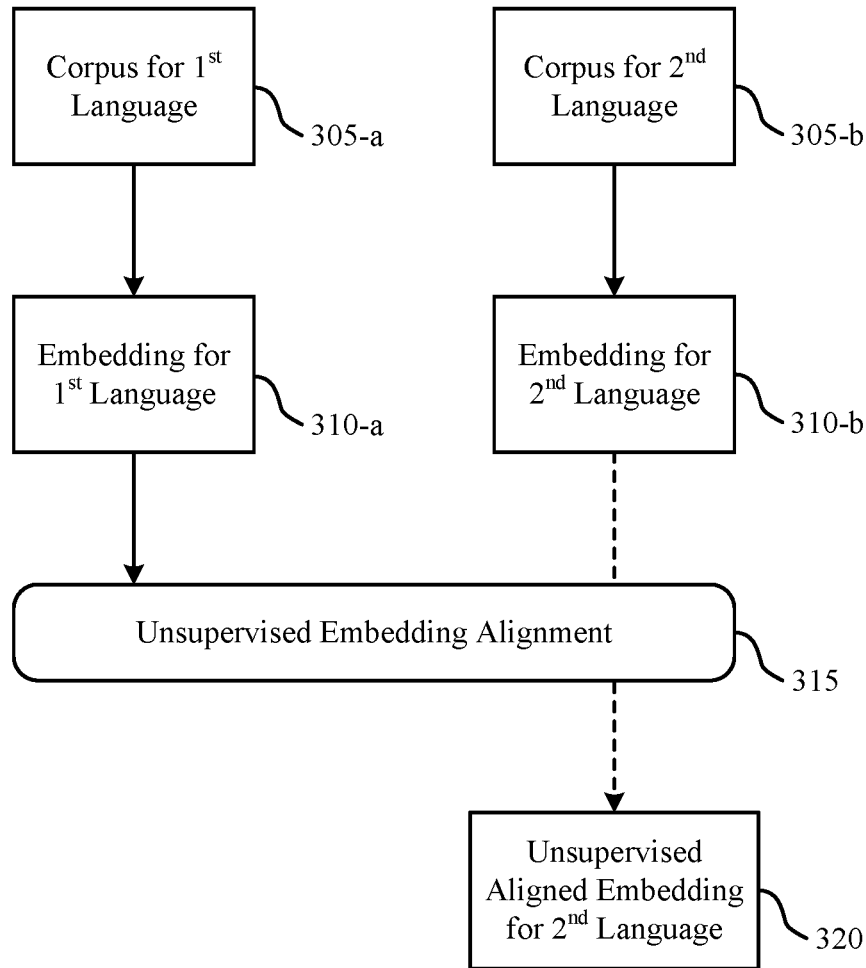 Corpus for 1st
Language
305-a
Corpus for 2nd
Language
305-b
Embedding for
1st Language
310-a
Embedding for
2nd Language
310-b
Unsupervised Embedding Alignment
315
Unsupervised
Aligned Embedding
for 2nd Language
320